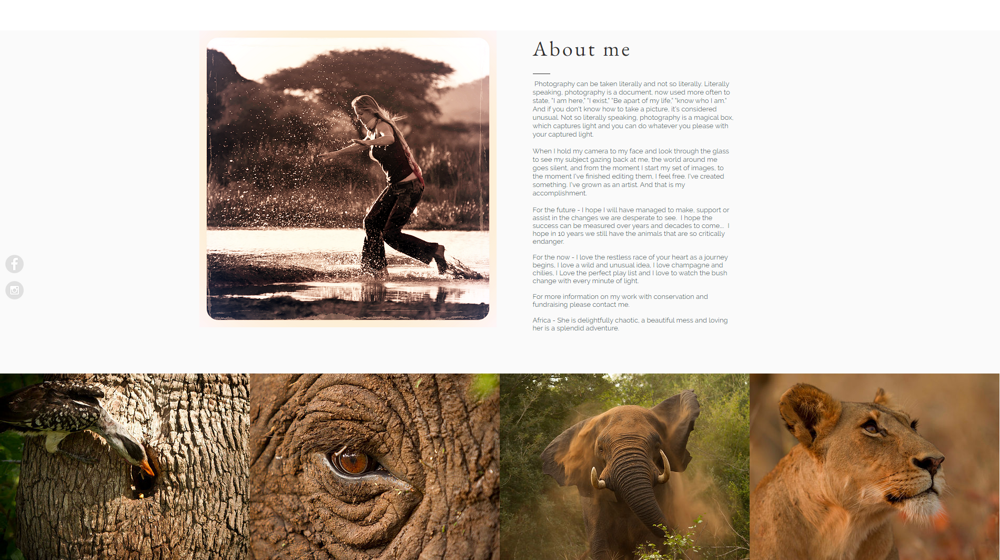 About me
Photography can be taken literally and not so literally. Literally
speaking, photography is a document, now used more often to
state, "I am here," "I exist," "Be apart of my life," "know who I am."
And if you don't know how to take a picture, it's considered
unusual. Not so literally speaking, photography is a magical box,
which captures light and you can do whatever you please with
your captured light.
When I hold my camera to my face and look through the glass
to see my subject gazing back at me, the world around me
goes silent, and from the moment I start my set of images, to
the moment I've finished editing them, I feel free. I've created
something. I've grown as an artist. And that is my
accomplishment.
For the future - I hope I will have managed to make, support or
assist in the changes we are desperate to see.  I hope the
success can be measured over years and decades to come....  I
hope in 10 years we still have the animals that are so critically
endanger.
For the now - I love the restless race of your heart as a journey
begins, I love a wild and unusual idea, I love champagne and
chilies, I Love the perfect play list and I love to watch the bush
change with every minute of light.
For more information on my work with conservation and
fundraising please contact me.
Africa - She is delightfully chaotic, a beautiful mess and loving
her is a splendid adventure.